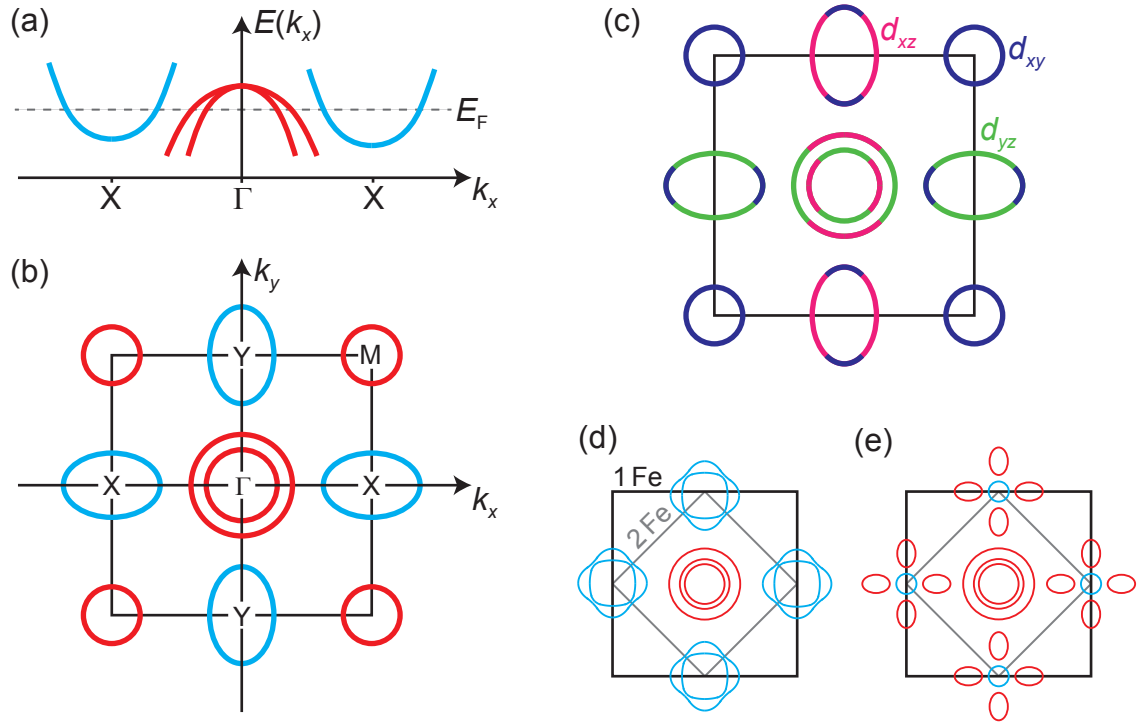 (a)
E(kx)
EF
X
Γ
X
kx
(b)
ky
Y
M
X
Γ
X
kx
Y
(c)
dxz
dxy
dyz
(d)
1 Fe
2 Fe
(e)